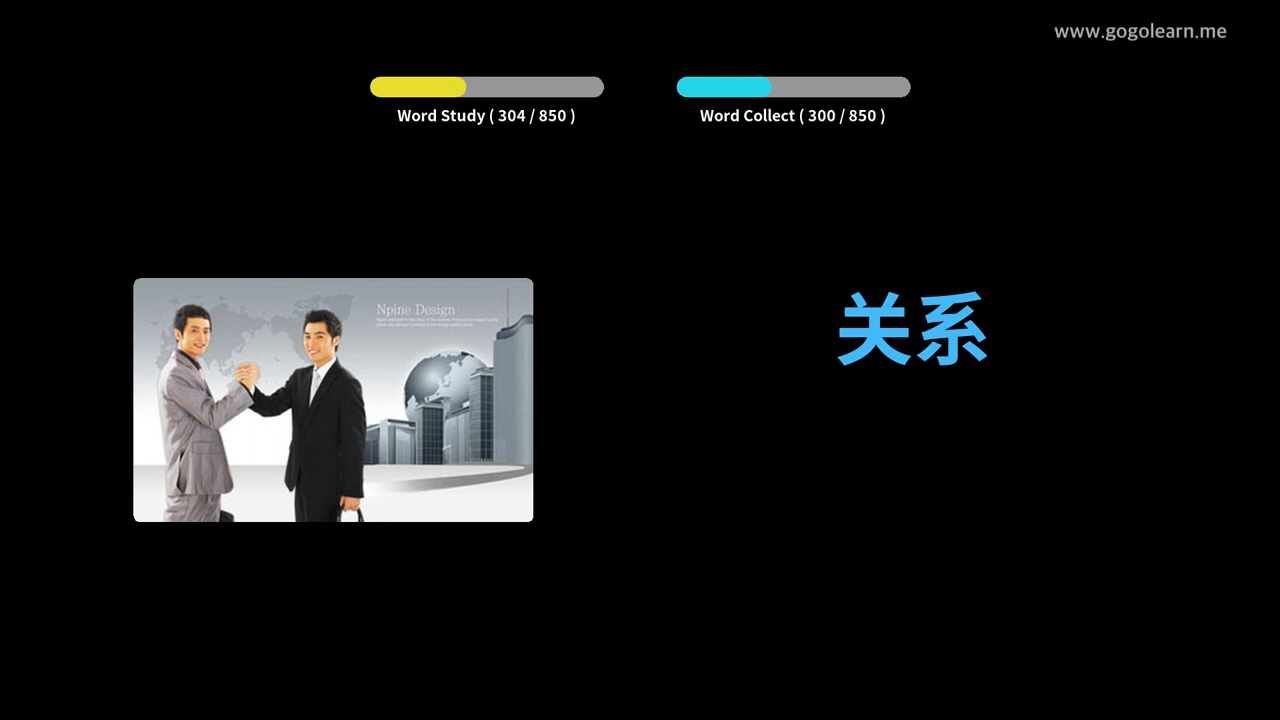 www.gogolearn.me
Word Study ( 304 / 850 )
Word Collect ( 300 / 850 )
Npine Design
关系